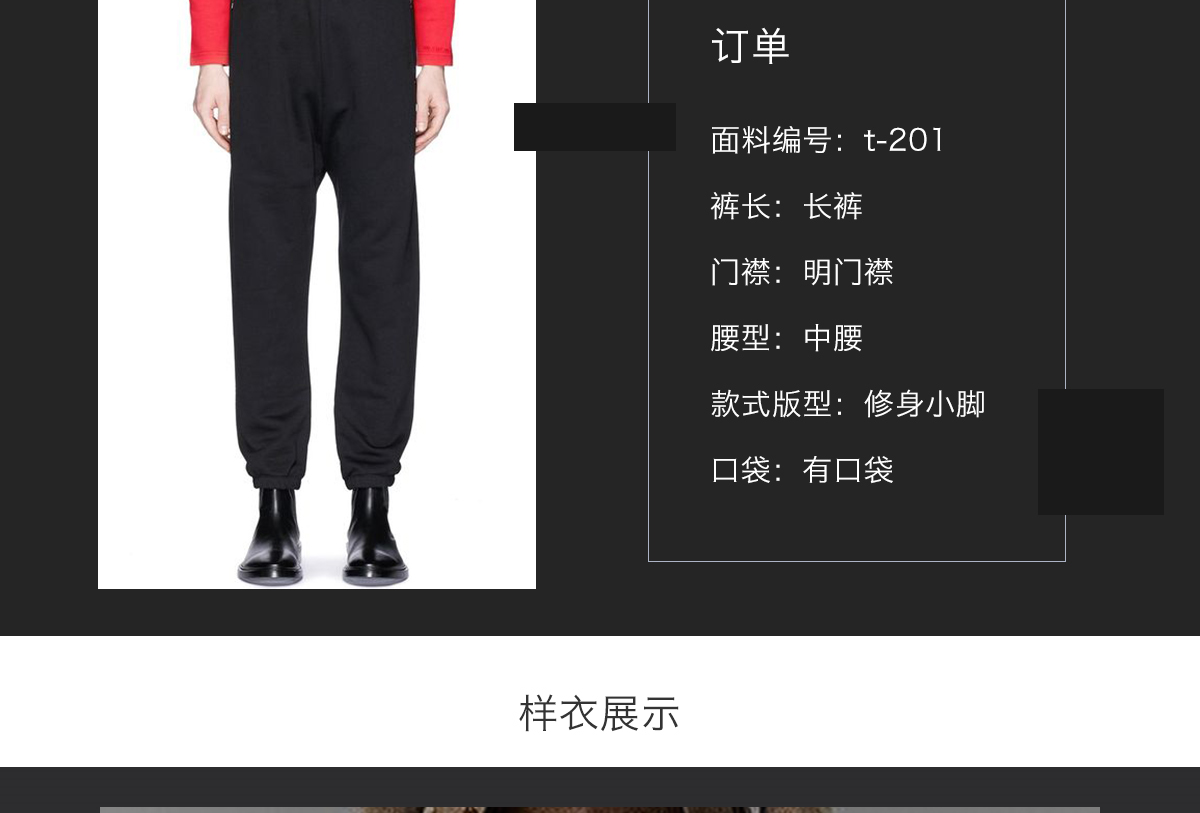 订单
面料编号：t-201
裤长：长裤
门襟：明门襟
腰型：中腰
款式版型：修身小脚
口袋：有口袋
样衣展示